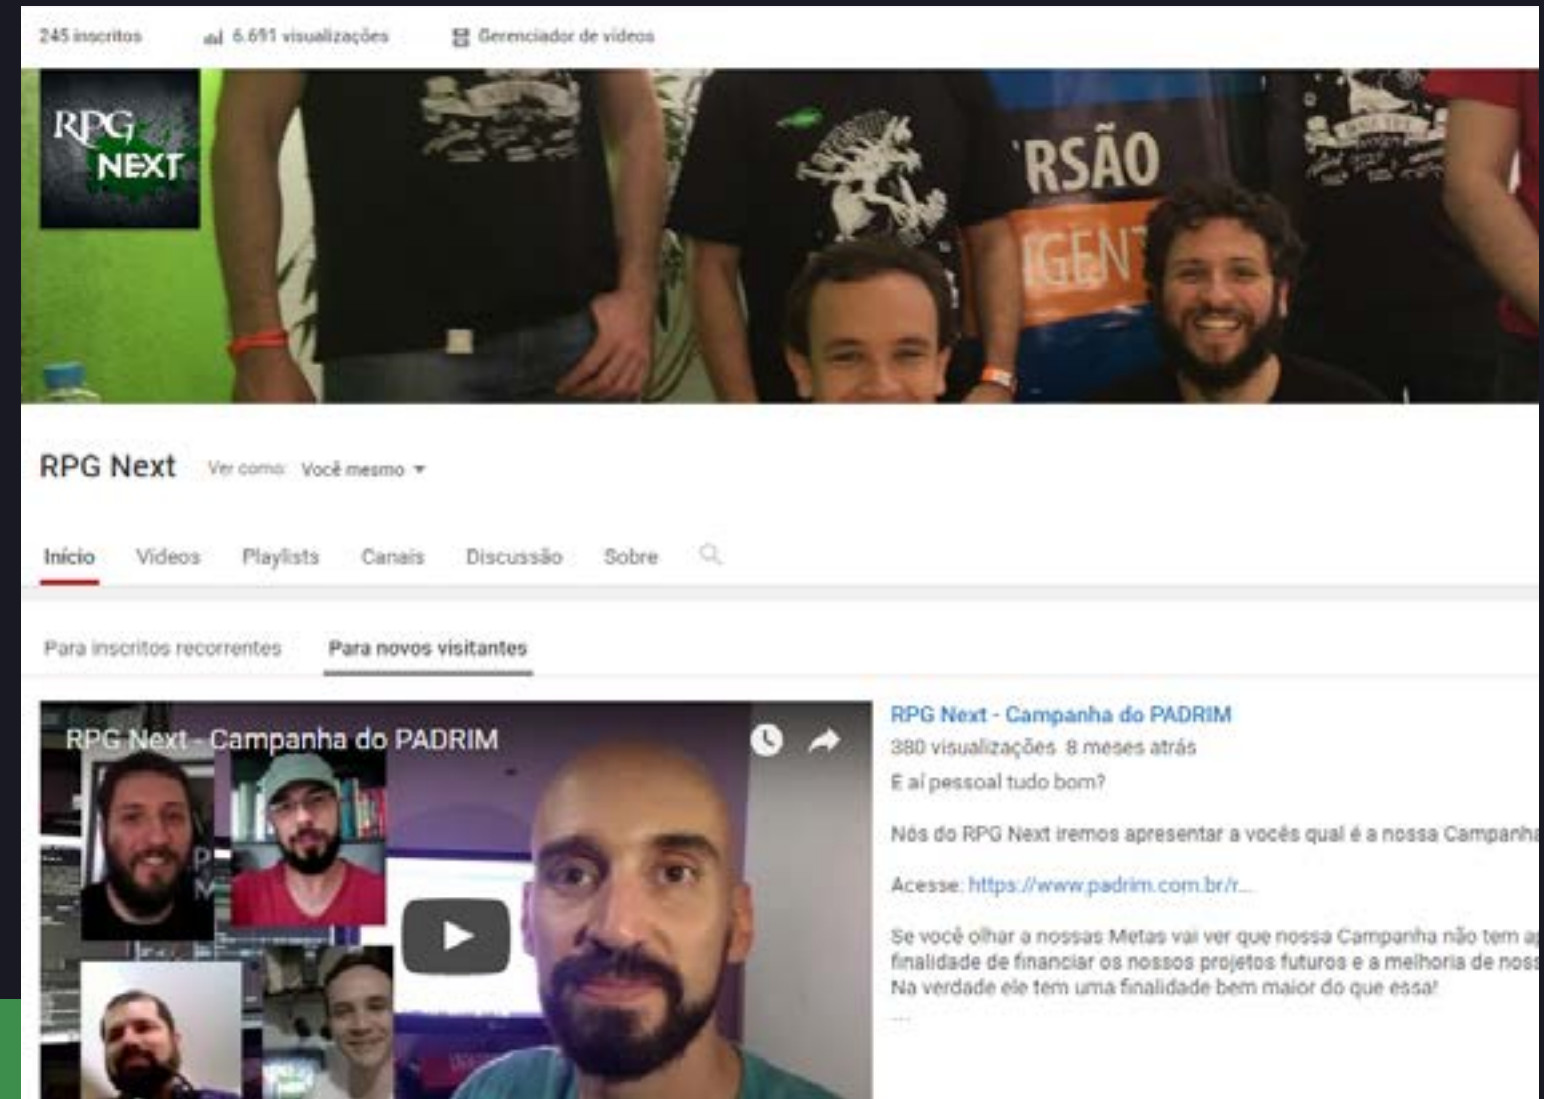 245 inscritos 6.691 visualizações Gerenciador de vídeos
RPG
NEXT
RSÃO
IGENT
RPG Next Ver como: Você mesmo
Início Vídeos Playlists Canais Discussão Sobre
Para inscritos recorrentes Para novos visitantes
RPG Next - Campanha do PADRIM
RPG Next - Campanha do PADRIM
380 visualizações 8 meses atrás
E aí pessoal tudo bom?
Nós do RPG Next iremos apresentar a vocês qual é a nossa Campanha
Acesse: https://www.padrim.com.br/r...
Se você olhar a nossas Metas vai ver que nossa Campanha não tem a
finalidade de financiar os nossos projetos futuros e a melhoria de noss
Na verdade ele tem uma finalidade bem maior do que essa!
...